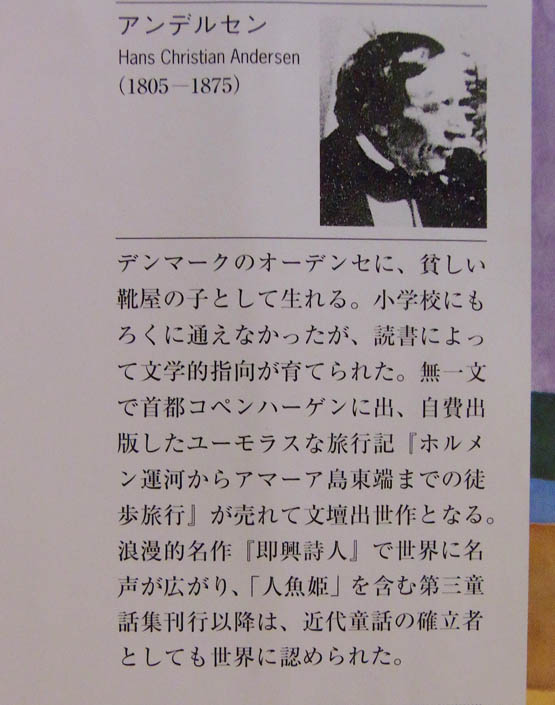 アンデルセン
Hans Christian Andersen
(1805—1875)
デンマークのオーデンセに、貧しい
靴屋の子として生れる。小学校にも
ろくに通えなかったが、読書によっ
て文学的指向が育てられた。無一文
で首都コペンハーゲンに出、自費出
版したユーモラスな旅行記『ホルメ
ン運河からアマーア島東端までの徒
歩旅行』が売れて文壇出世作となる。
浪漫的名作『即興詩人』で世界に名
声が広がり、「人魚姫」を含む第三童
話集刊行以降は、近代童話の確立者
としても世界に認められた。